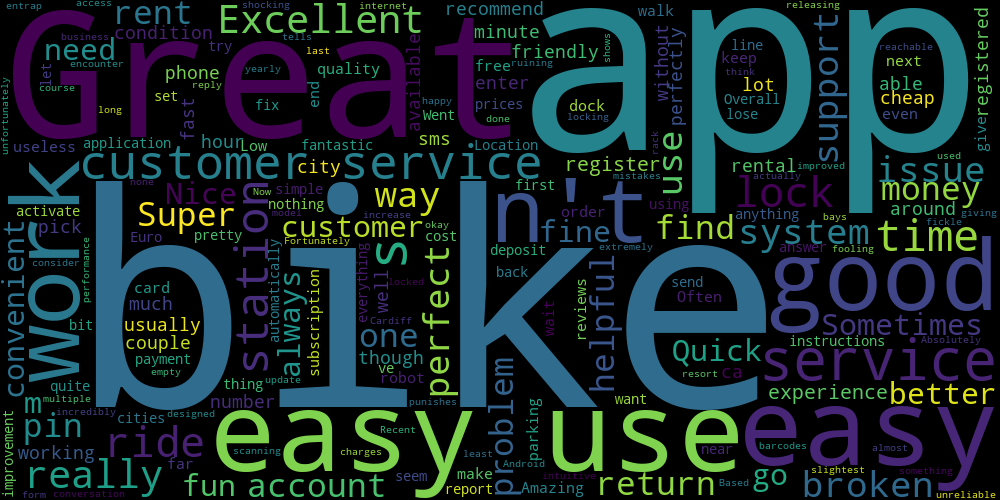 Great
app
bike
easy use
easy
good
work
customer service
service
n't
time
Excellent
rent
need
condition
try
phone
set
fix
quality
end
recommend
minute
friendly
free
enter
prices
available
Went
happy
reply
tells
last
internet
shocking
entrap
access
business
encounter
let
course
long
unfortunately
useless
application
fast
hour
Low
fantastic
city
sms
Location
done
ruining
shows
dock
locking
register
rack
without
walk
perfectly
line
keep
think
lot
Overall
lose
support
releasing
reachable
next
able
cheap
even
give
registered
use
rental
improved
issue
used
money
lock
mistakes
actually
using
anything
around
giving
bays
fickle
answer
fooling
system
find
fine
order
first
way
customer
s
Super
Nice
Now
simple
nothing
none
model
increase
okay
pretty
Fortunately
cost
deposit
back
station
automatically
always
subscription
everything
well
one
though
ve
robot
locked
Cardiff
perfect
convenient
activate
pick
Euro
consider
performance
card
much
usually
couple
payment
bit
empty
thing
update
quite
multiple
number
m
incredibly
designed
cities
pin
working
improvement
ride
far
really
form
conversation
fun
account
scanning
Recent
charges
seem
punishes
least
make
report
problem
Android
Amazing
intuitive
parking
want
extremely
return
helpful
wait
reviews
send
Often
Quick
ca
resort
instructions
Sometimes
Absolutely
experience
better
near
barcodes
almost
Based
go
slightest
something
broken
unreliable